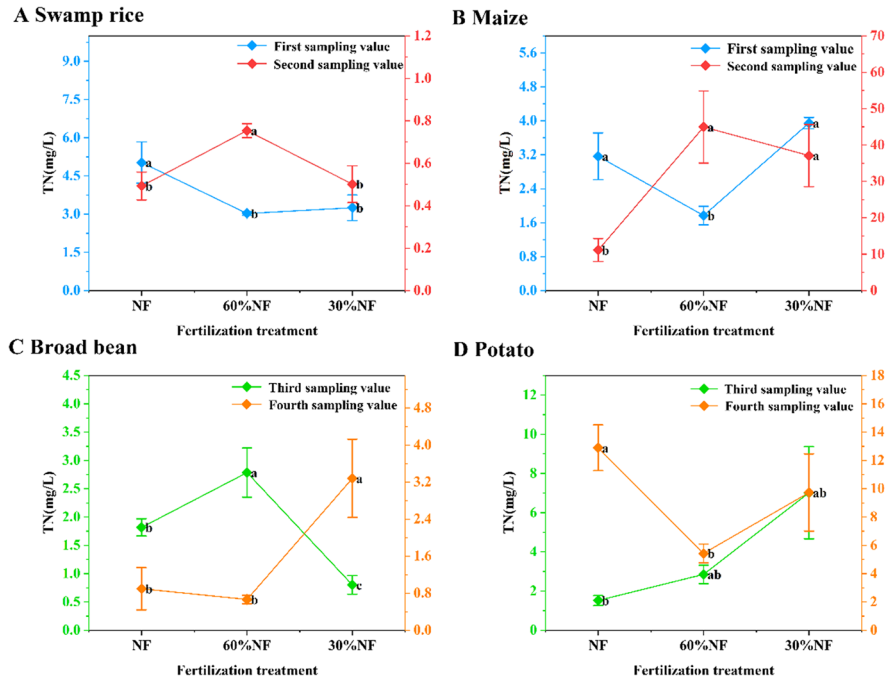 A Swamp rice
First sampling value
Second sampling value
TN(mg/L)
9.0
7.5
6.0
4.5
3.0
1.5
0.0
1.2
1.0
0.8
0.6
0.4
0.2
0.0
a
b
a
b
b
b
NF
60%NF
30%NF
Fertilization treatment
B Maize
First sampling value
Second sampling value
TN(mg/L)
5.6
4.8
4.0
3.2
2.4
1.6
0.8
0.0
70
60
50
40
30
20
10
0
a
b
a
b
a
a
NF
60%NF
30%NF
Fertilization treatment
C Broad bean
Third sampling value
Fourth sampling value
TN(mg/L)
4.5
4.0
3.5
3.0
2.5
2.0
1.5
1.0
0.5
0.0
4.8
4.0
3.2
2.4
1.6
0.8
0.0
b
b
a
b
a
c
NF
60%NF
30%NF
Fertilization treatment
D Potato
Third sampling value
Fourth sampling value
TN(mg/L)
12
10
8
6
4
2
0
18
16
14
12
10
8
6
4
2
0
a
b
b
ab
ab
NF
60%NF
30%NF
Fertilization treatment